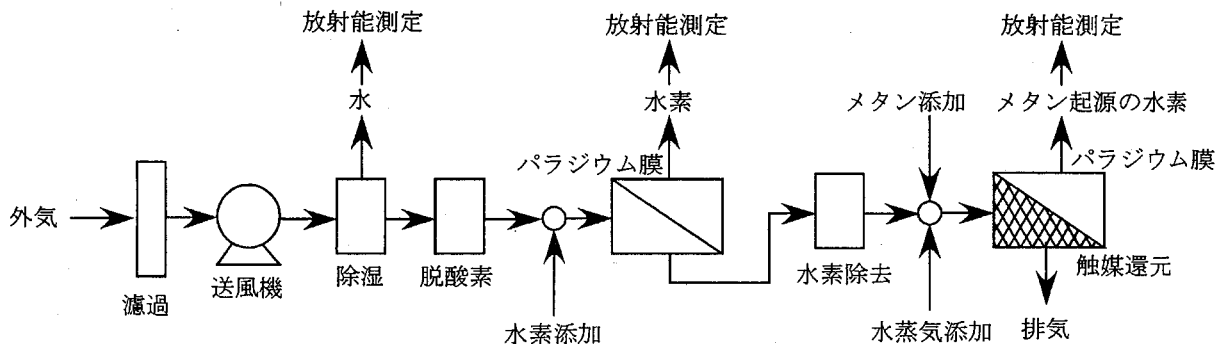 放射能測定
放射能測定
放射能測定
水
水素
メタン添加
メタン起源の水素
パラジウム膜
パラジウム膜
外気
濾過
送風機
除湿
脱酸素
水素添加
水素除去
水蒸気添加
触媒還元
排気